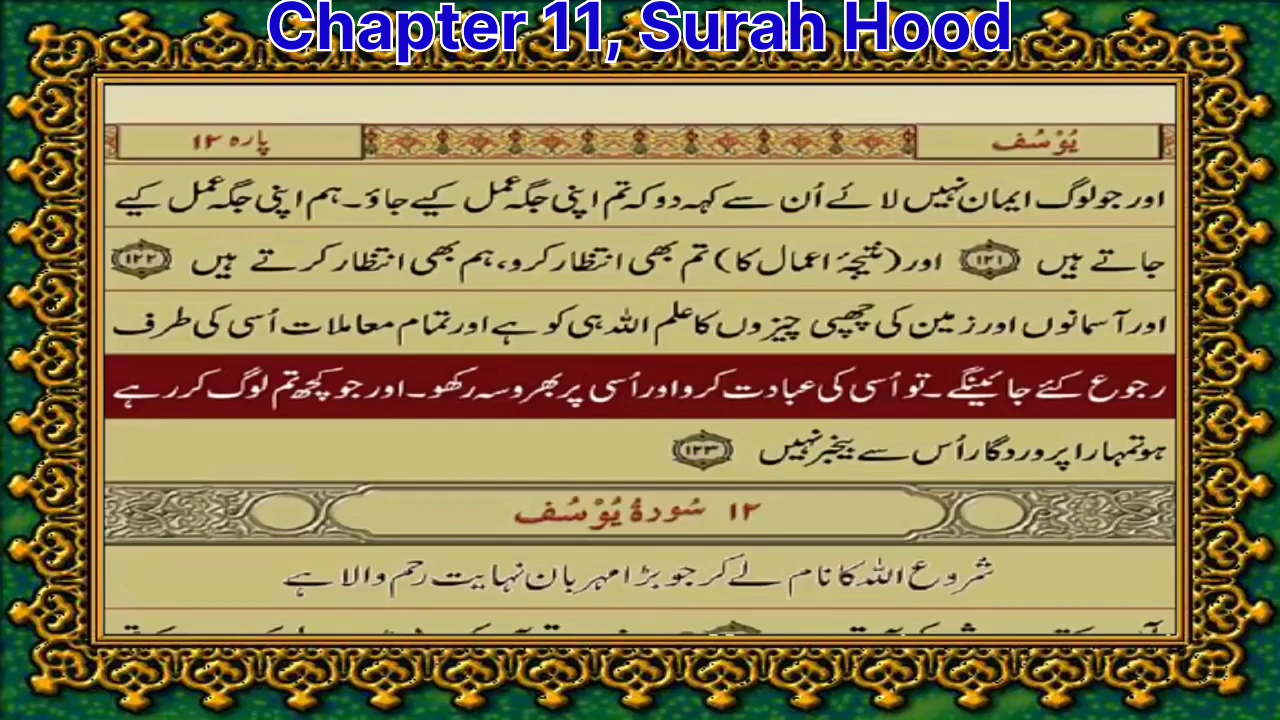 Chapter 11, Surah Hood
یُوْسُف پارہ ۱۲
اور جو لوگ ایمان نہیں لائے اُن سے کہہ دو کہ تم اپنی جگہ عمل کیے جاؤ۔ ہم اپنی جگہ عمل کیے
جاتے ہیں ۱۲۱ اور (نتیجۂ اعمال کا) تم بھی انتظار کرو، ہم بھی انتظار کرتے ہیں ۱۲۲
اور آسمانوں اور زمین کی چھپی چیزوں کا علم اللہ ہی کو ہے اور تمام معاملات اُسی کی طرف
رجوع کئے جائینگے۔ تو اُسی کی عبادت کرو اور اُسی پر بھروسہ رکھو۔ اور جو کچھ تم لوگ کر رہے
ہو تمہارا پروردگار اُس سے بیخبر نہیں ۱۲۳
۱۲ سُورۃُ یُوْسُف
شروع اللہ کا نام لے کر جو بڑا مہربان نہایت رحم والا ہے